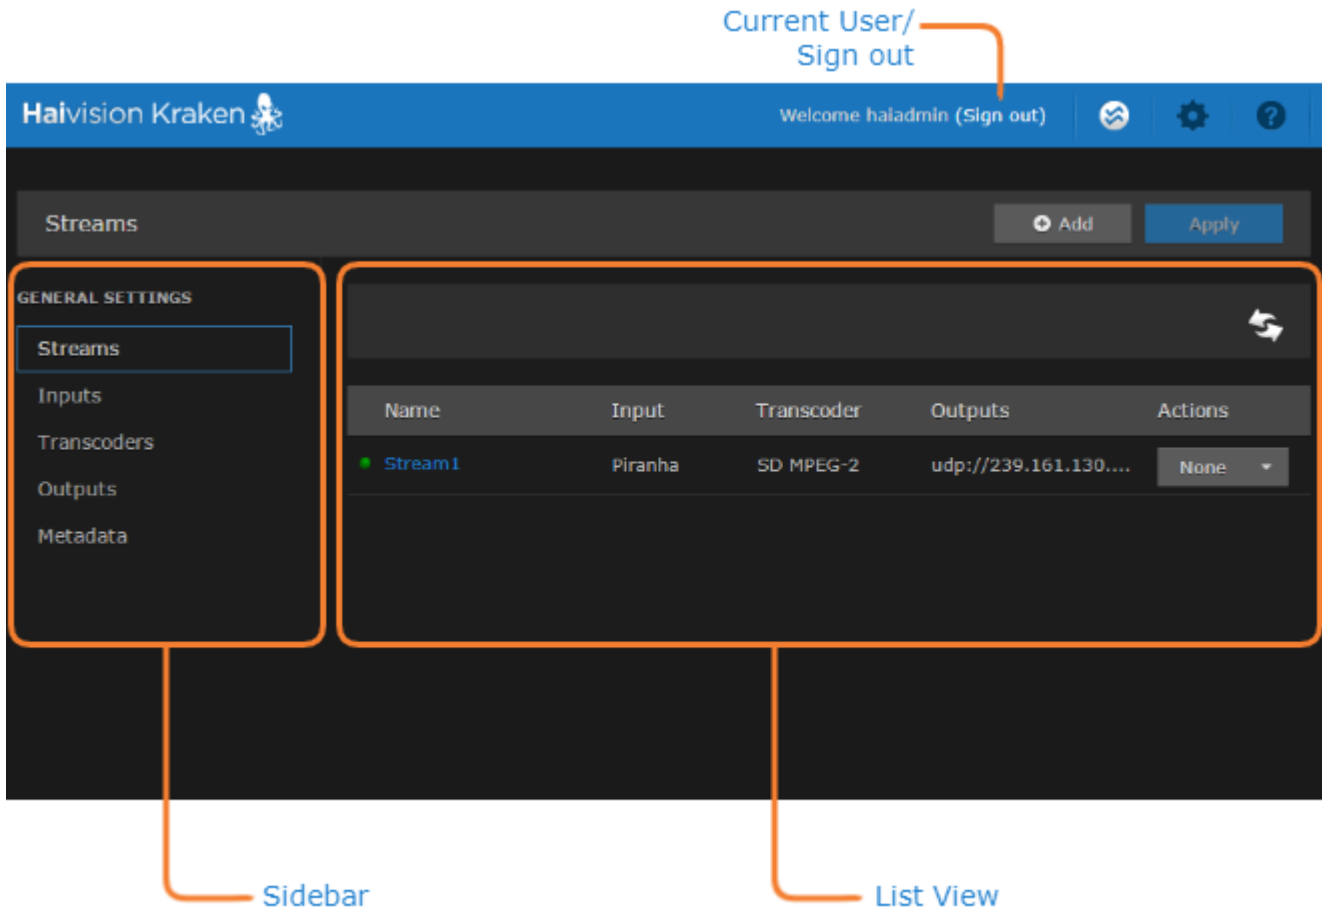 Current User/
Sign out
Haivision Kraken
Welcome haiadmin (Sign out)
Streams
Add
Apply
GENERAL SETTINGS
Streams
Inputs
Transcoders
Outputs
Metadata
Name Input Transcoder Outputs Actions
Stream1 Piranha SD MPEG-2 udp://239.161.130.... None
Sidebar
List View